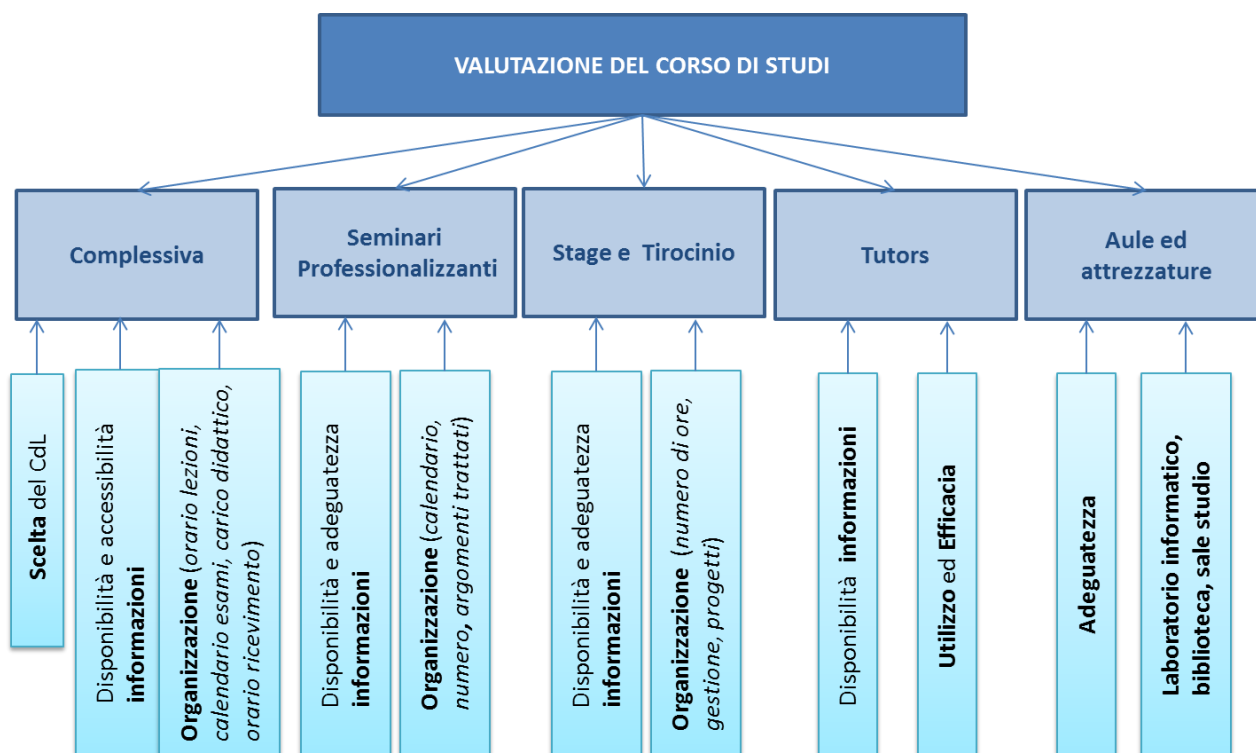 VALUTAZIONE DEL CORSO DI STUDI
Complessiva
Seminari
Professionalizzanti
Stage e Tirocinio
Tutors
Aule ed
attrezzature
Scelta del CdL
Disponibilità e accessibilità
informazioni
Organizzazione (orario lezioni,
calendario esami, carico didattico,
orario ricevimento)
Disponibilità e adeguatezza
informazioni
Organizzazione (calendario,
numero, argomenti trattati)
Disponibilità e adeguatezza
informazioni
Organizzazione (numero di ore,
gestione, progetti)
Disponibilità informazioni
Utilizzo ed Efficacia
Adeguatezza
Laboratorio informatico,
biblioteca, sale studio